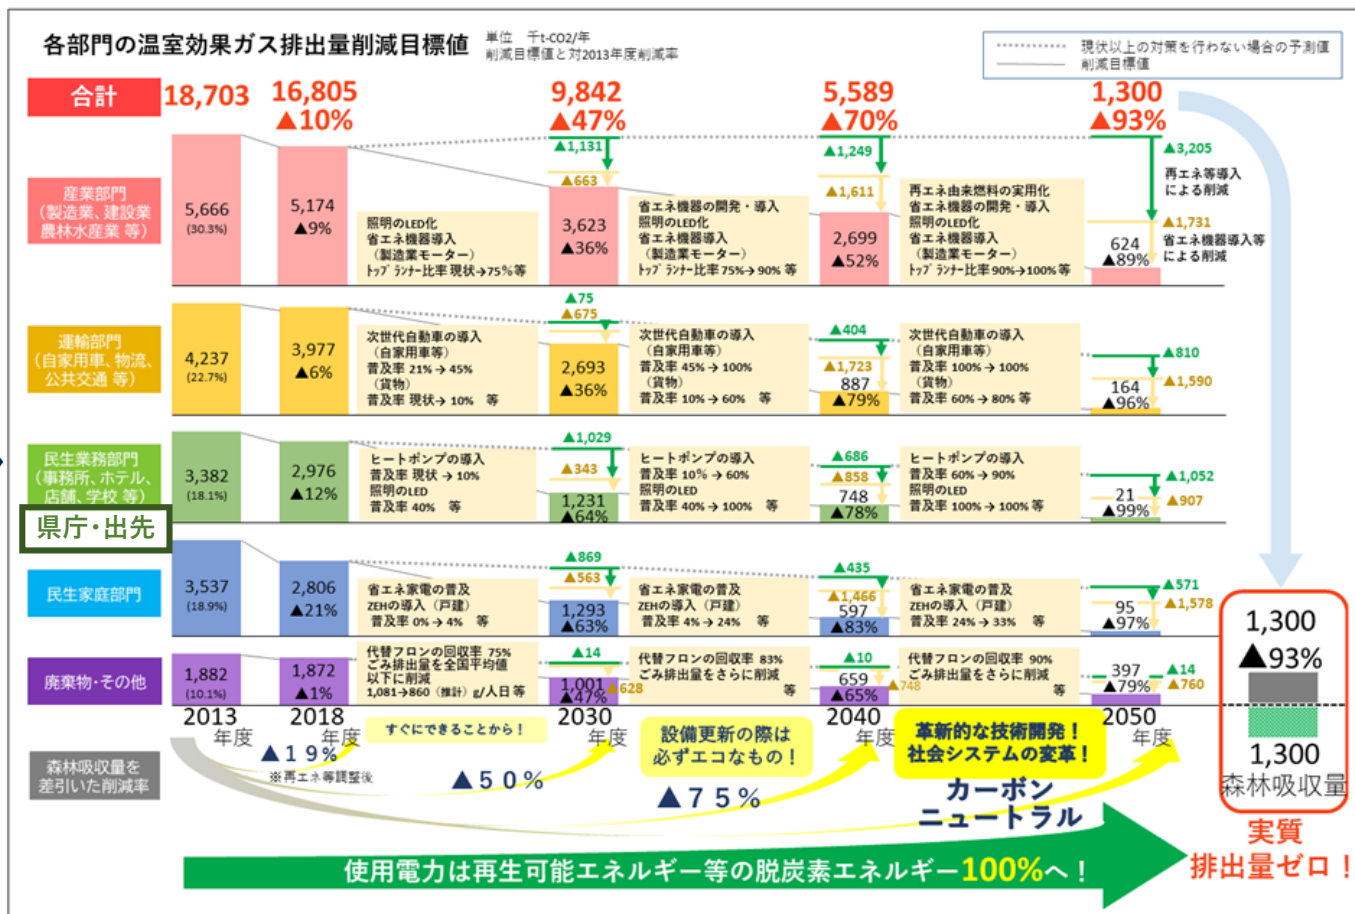 各部門の温室効果ガス排出量削減目標値
単位 千t-CO2/年
削減目標値と対2013年度削減率
現状以上の対策を行わない場合の予測値
削減目標値
合計
18,703
16,805
▲10%
9,842
▲47%
5,589
▲70%
1,300
▲93%
産業部門
（製造業、建設業
農林水産業 等）
5,666
(30.3%)
5,174
▲9%
照明のLED化
省エネ機器導入
（製造業モーター）
トップランナー比率 現状→75％等
▲1,131
▲663
3,623
▲36%
省エネ機器の開発・導入
照明のLED化
省エネ機器導入
（製造業モーター）
トップランナー比率 75%→90% 等
▲1,249
▲1,611
2,699
▲52%
再エネ由来燃料の実用化
省エネ機器の開発・導入
照明のLED化
省エネ機器導入
（製造業モーター）
トップランナー比率 90%→100% 等
▲3,205
再エネ等導入
による削減
▲1,731
省エネ機器導入等
による削減
624
▲89%
運輸部門
（自家用車、物流、
公共交通 等）
4,237
(22.7%)
3,977
▲6%
次世代自動車の導入
（自家用車等）
普及率 21% → 45%
（貨物）
普及率 現状→ 10% 等
▲75
▲675
2,693
▲36%
次世代自動車の導入
（自家用車等）
普及率 45% → 100%
（貨物）
普及率 10% → 60% 等
▲404
▲1,723
887
▲79%
次世代自動車の導入
（自家用車等）
普及率 100% → 100%
（貨物）
普及率 60% → 80% 等
▲810
▲1,590
164
▲96%
民生業務部門
（事務所、ホテル、
店舗、学校 等）
県庁・出先
3,382
(18.1%)
2,976
▲12%
ヒートポンプの導入
普及率 現状 → 10%
照明のLED
普及率 40% 等
▲1,029
▲343
1,231
▲64%
ヒートポンプの導入
普及率 10% → 60%
照明のLED
普及率 40% → 100% 等
▲686
▲858
748
▲78%
ヒートポンプの導入
普及率 60% → 90%
照明のLED
普及率 100% → 100% 等
▲1,052
▲907
21
▲99%
民生家庭部門
3,537
(18.9%)
2,806
▲21%
省エネ家電の普及
ZEHの導入（戸建）
普及率 0% → 4% 等
▲869
▲563
1,293
▲63%
省エネ家電の普及
ZEHの導入（戸建）
普及率 4% → 24% 等
▲435
▲1,466
597
▲83%
省エネ家電の普及
ZEHの導入（戸建）
普及率 24% → 33% 等
▲571
▲1,578
95
▲97%
廃棄物・その他
1,882
(10.1%)
1,872
▲1%
代替フロンの回収率 75%
ごみ排出量を全国平均値
以下に削減
1,081→860（推計）g/人日 等
▲14
▲628
1,001
▲47%
代替フロンの回収率 83%
ごみ排出量をさらに削減
等
▲10
▲748
659
▲65%
代替フロンの回収率 90%
ごみ排出量をさらに削減
等
▲14
▲760
397
▲79%
2013
年度
2018
年度
2030
年度
2040
年度
2050
年度
すぐにできることから！
設備更新の際は
必ずエコなもの！
革新的な技術開発！
社会システムの変革！
森林吸収量を
差引いた削減率
▲19%
※再エネ等調整後
▲50%
▲75%
カーボン
ニュートラル
使用電力は再生可能エネルギー等の脱炭素エネルギー100%へ！
1,300
▲93%
1,300
森林吸収量
実質
排出量ゼロ！